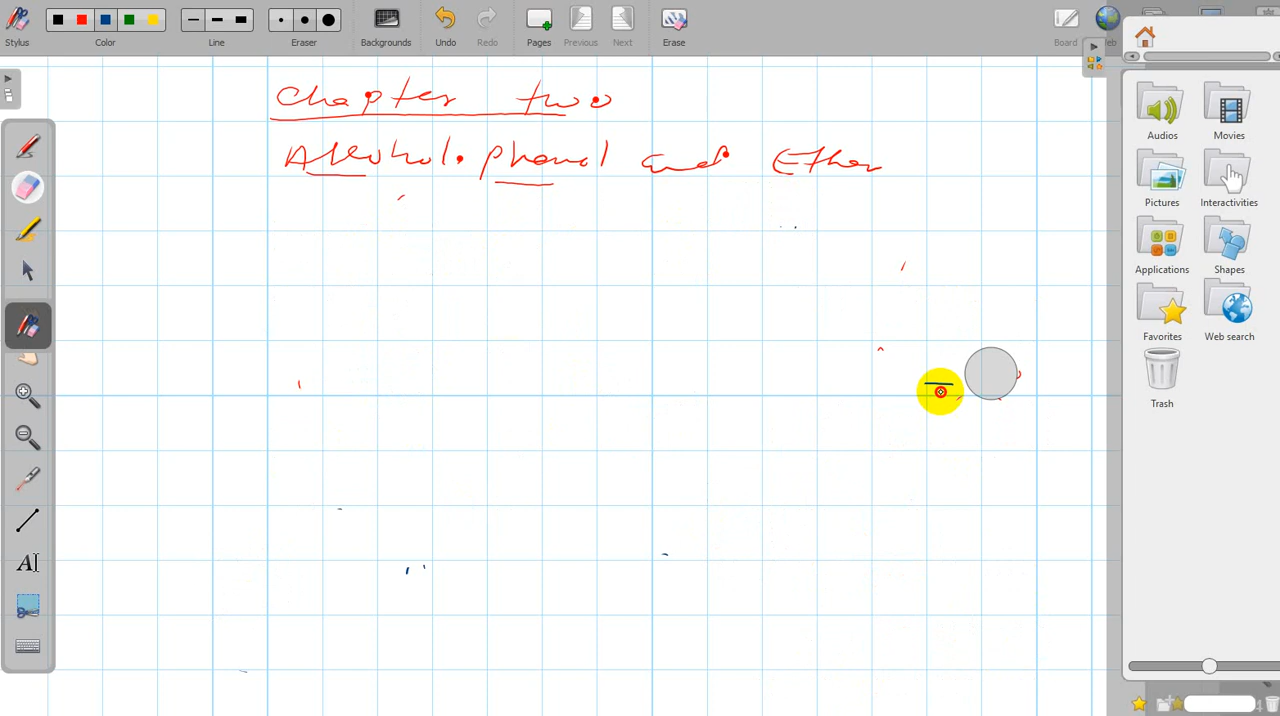 Stylus
Color
Line
Eraser
Backgrounds
Undo
Redo
Pages
Previous
Next
Erase
Board
Chapter two
Alkohol. phenol and Ether
Audios
Movies
Pictures
Interactivities
Applications
Shapes
Favorites
Web search
Trash
A